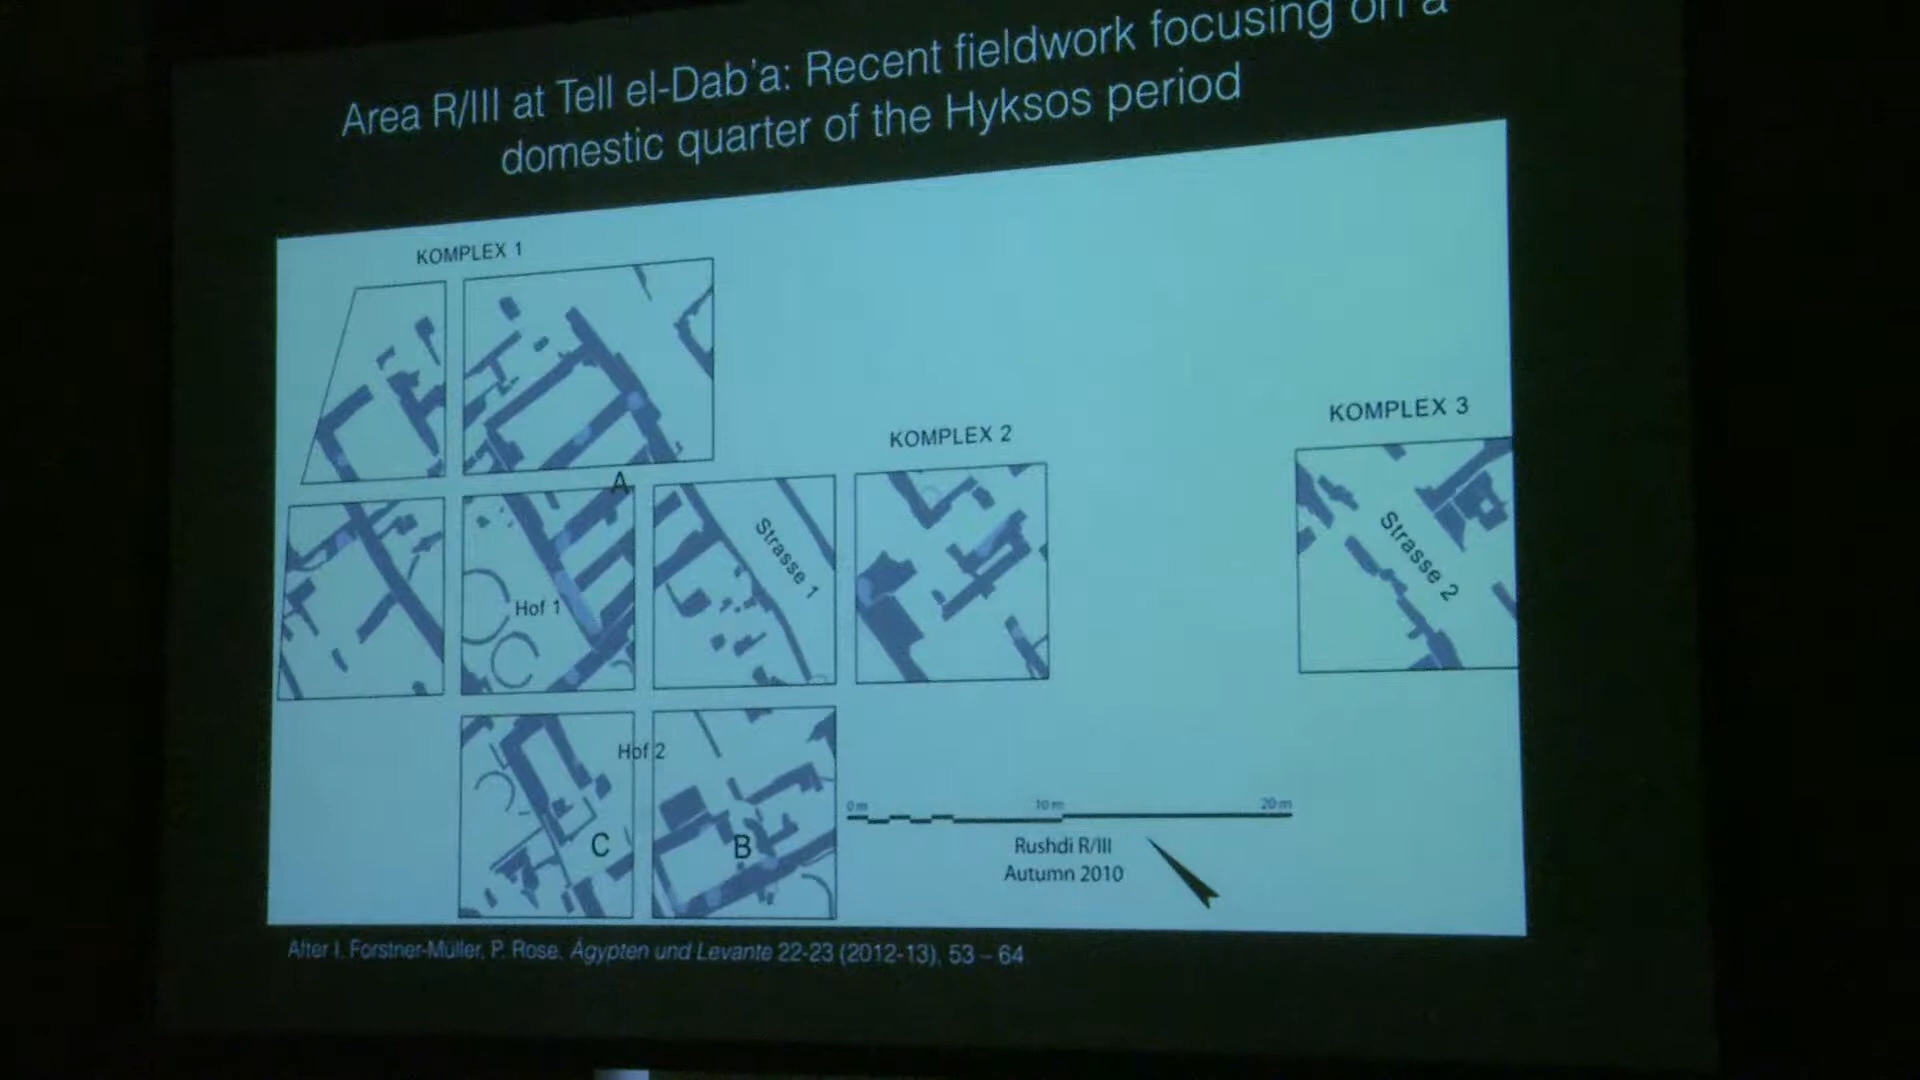 Area R/III at Tell el-Dab'a: Recent fieldwork focusing on a
domestic quarter of the Hyksos period
KOMPLEX 1
KOMPLEX 2
KOMPLEX 3
A
Strasse 1
Strasse 2
Hof 1
Hof 2
C
B
0 m
10 m
20 m
Rushdi R/III
Autumn 2010
After I. Forstner-Müller, P. Rose, Ägypten und Levante 22-23 (2012-13), 53 – 64